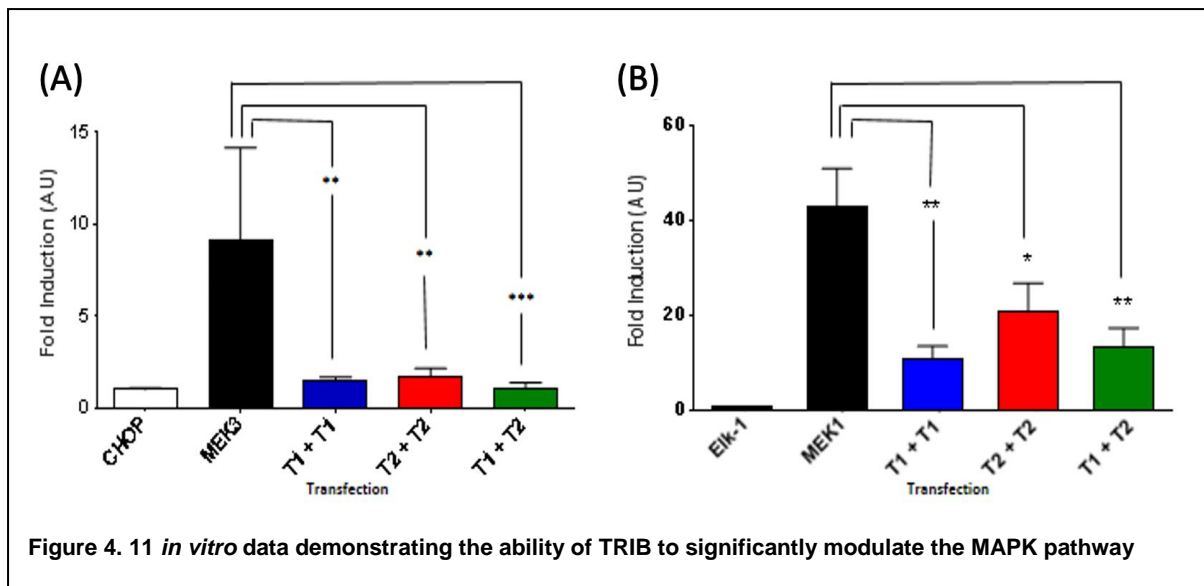 (A)
Fold Induction (AU)
15
10
5
0
**
**
***
CHOP
MEK3
T1 + T1
T2 + T2
T1 + T2
Transfection
(B)
Fold Induction (AU)
60
40
20
0
**
*
**
Elk-1
MEK1
T1 + T1
T2 + T2
T1 + T2
Transfection
Figure 4. 11 in vitro data demonstrating the ability of TRIB to significantly modulate the MAPK pathway